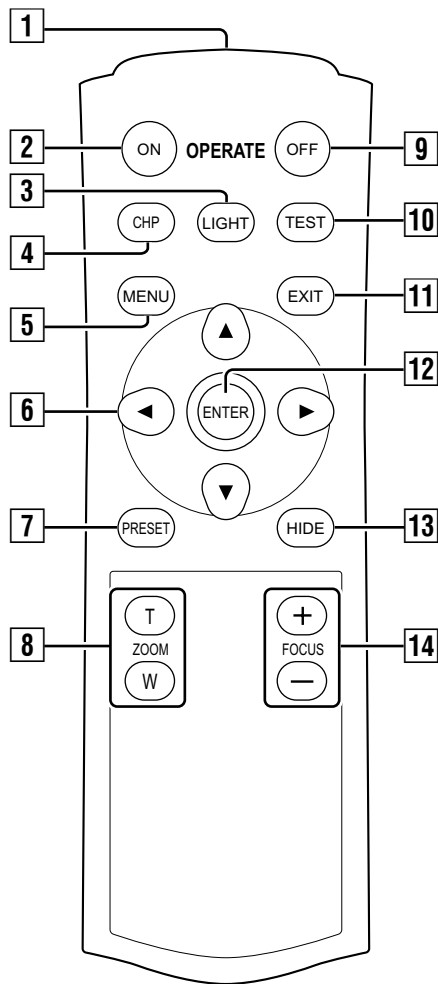 1
2 ON OPERATE OFF 9
3
CHP LIGHT TEST 10
4
MENU EXIT 11
5
12
6 ENTER
7 PRESET HIDE 13
T +
8 ZOOM FOCUS 14
W −